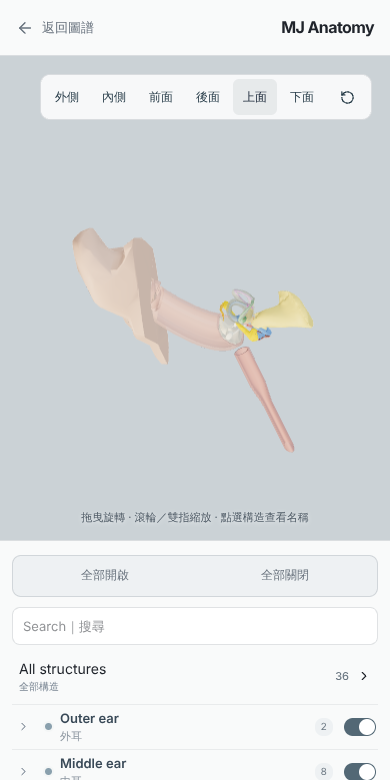 返回圖譜
MJ Anatomy
外側 內側 前面 後面 上面 下面
拖曳旋轉 · 滾輪／雙指縮放 · 點選構造查看名稱
全部開啟 全部關閉
Search｜搜尋
All structures 36
全部構造
Outer ear 2
外耳
Middle ear 8
中耳